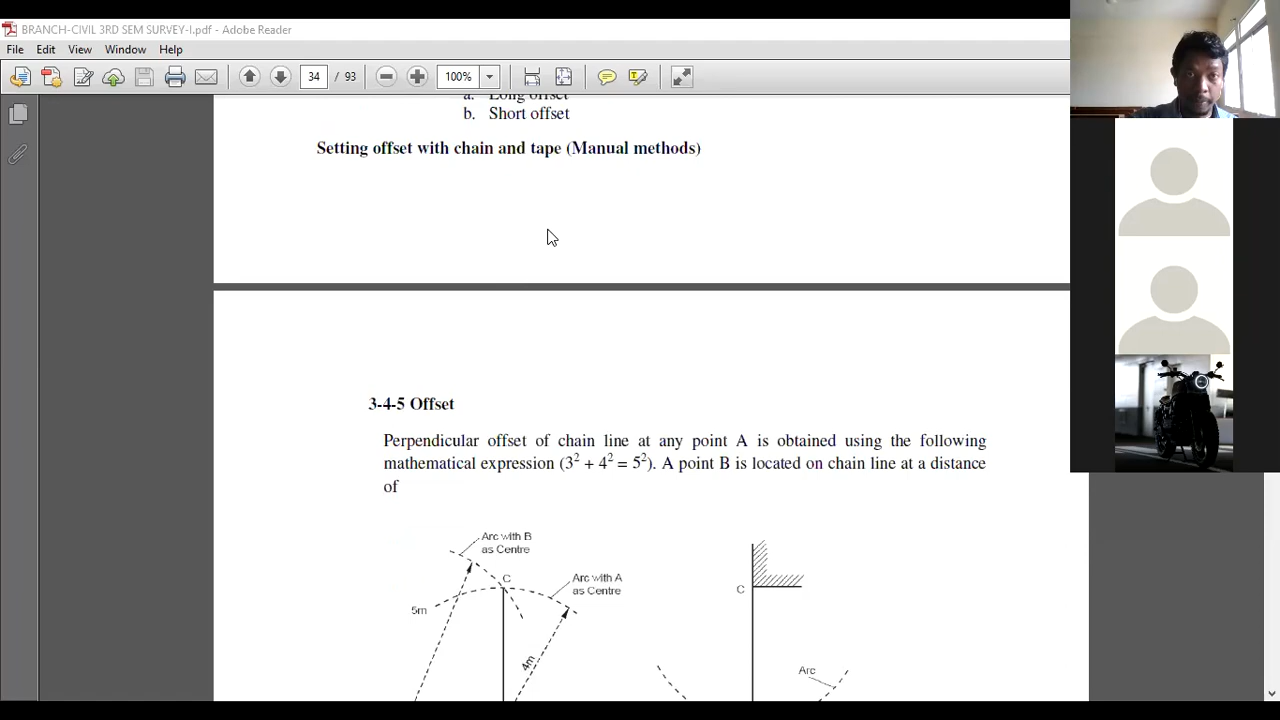 BRANCH-CIVIL 3RD SEM SURVEY-I.pdf - Adobe Reader
File Edit View Window Help
34 / 93 100%
a. Long offset
b. Short offset
Setting offset with chain and tape (Manual methods)
3-4-5 Offset
Perpendicular offset of chain line at any point A is obtained using the following
mathematical expression (3² + 4² = 5²). A point B is located on chain line at a distance
of
Arc with B
as Centre
C
Arc with A
as Centre
5m
4m
C
Arc